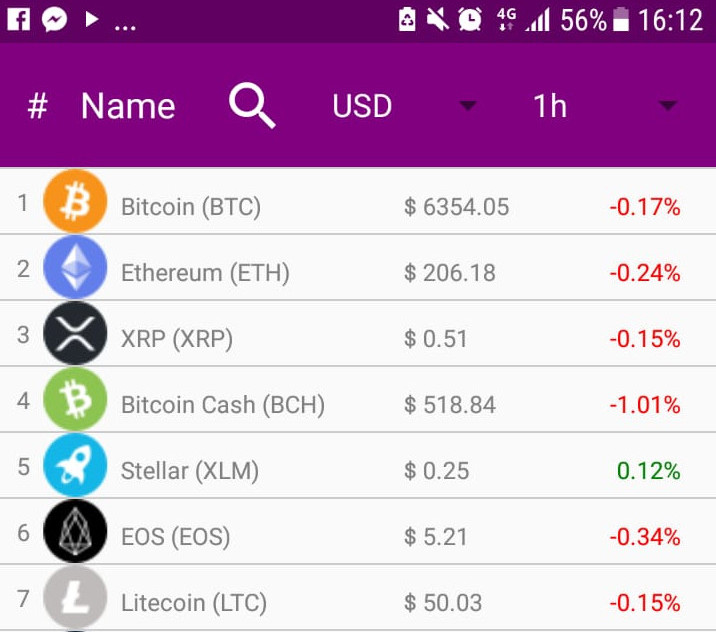 ... 4G 56% 16:12
# Name USD 1h
1 Bitcoin (BTC) $ 6354.05 -0.17%
2 Ethereum (ETH) $ 206.18 -0.24%
3 XRP (XRP) $ 0.51 -0.15%
4 Bitcoin Cash (BCH) $ 518.84 -1.01%
5 Stellar (XLM) $ 0.25 0.12%
6 EOS (EOS) $ 5.21 -0.34%
7 Litecoin (LTC) $ 50.03 -0.15%